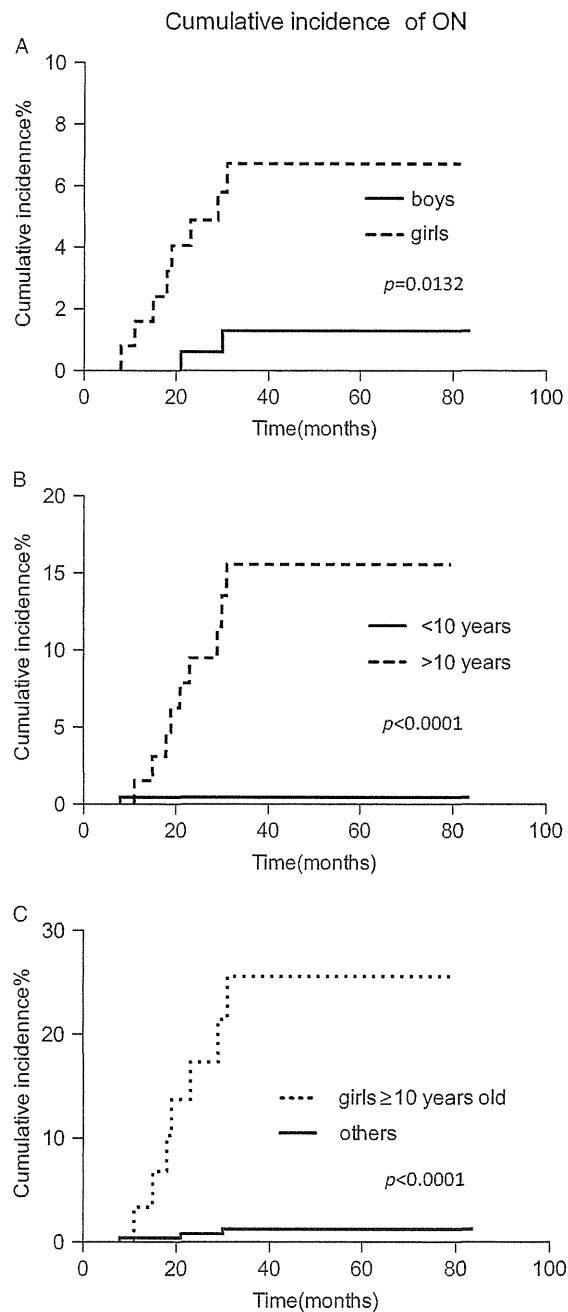 Cumulative incidence of ON
A
10
8
6
4
2
0
Cumulative incidennce%
boys
girls
p=0.0132
0 20 40 60 80 100
Time(months)
B
20
15
10
5
0
Cumulative incidennce%
<10 years
>10 years
p<0.0001
0 20 40 60 80 100
Time(months)
C
30
20
10
0
Cumulative incidennce%
girls≥10 years old
others
p<0.0001
0 20 40 60 80 100
Time(months)